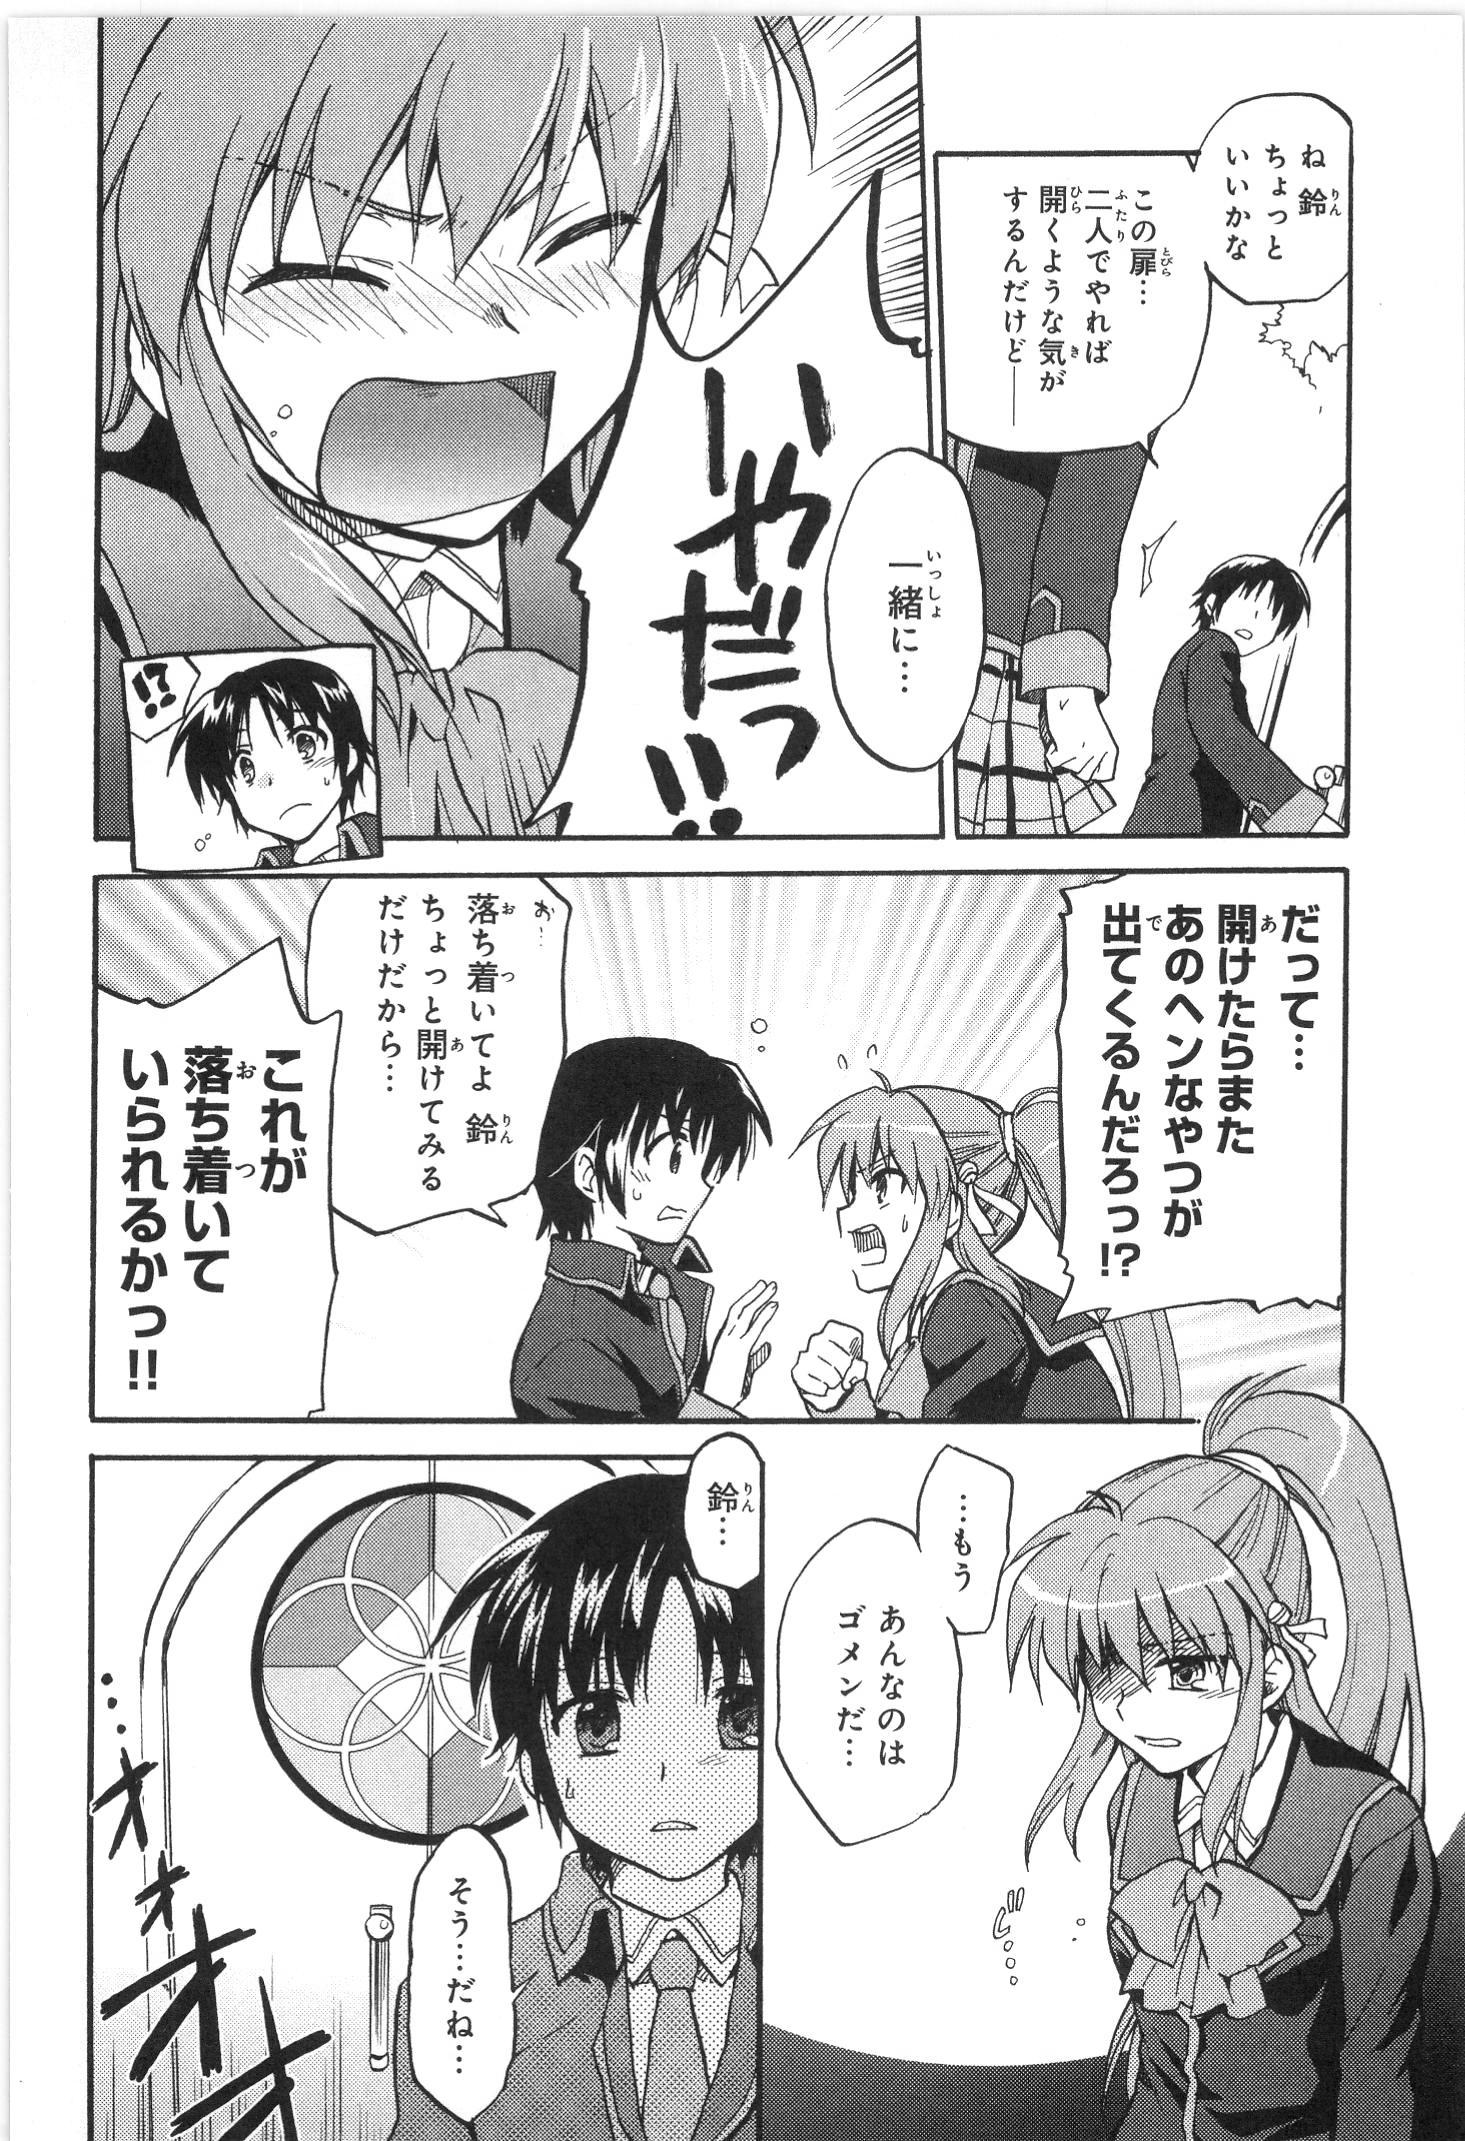 ね 鈴
ちょっと
いいかな
この扉…
二人でやれば
開くような気が
するんだけど――
一緒に…
いやだっ!!
!?
だって…
開けたらまた
あのヘンなやつが
出てくるんだろっ!?
お…
落ち着いてよ 鈴
ちょっと開けてみる
だけだから…
これが
落ち着いて
いられるかっ!!
…もう
あんなのは
ゴメンだ…
鈴…
そう…だね…
…オオオオ